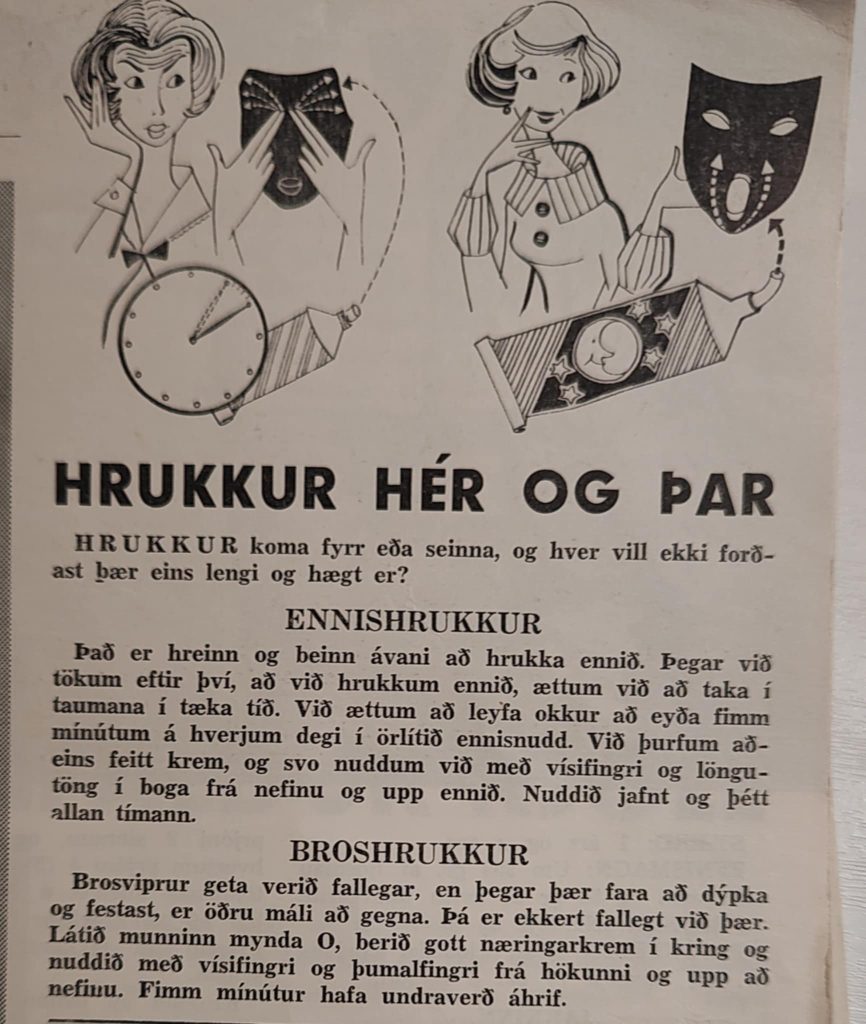 HRUKKUR HÉR OG ÞAR
HRUKKUR koma fyrr eða seinna, og hver vill ekki forð-
ast þær eins lengi og hægt er?
ENNISHRUKKUR
Það er hreinn og beinn ávani að hrukka ennið. Þegar við
tökum eftir því, að við hrukkum ennið, ættum við að taka í
taumana í tæka tíð. Við ættum að leyfa okkur að eyða fimm
mínútum á hverjum degi í örlítið ennisnudd. Við þurfum að-
eins feitt krem, og svo nuddum við með vísifingri og löngu-
töng í boga frá nefinu og upp ennið. Nuddið jafnt og þétt
allan tímann.
BROSHRUKKUR
Brosviprur geta verið fallegar, en þegar þær fara að dýpka
og festast, er öðru máli að gegna. Þá er ekkert fallegt við þær.
Látið munninn mynda O, berið gott næringarkrem í kring og
nuddið með vísifingri og þumalfingri frá hökunni og upp að
nefinu. Fimm mínútur hafa undraverð áhrif.